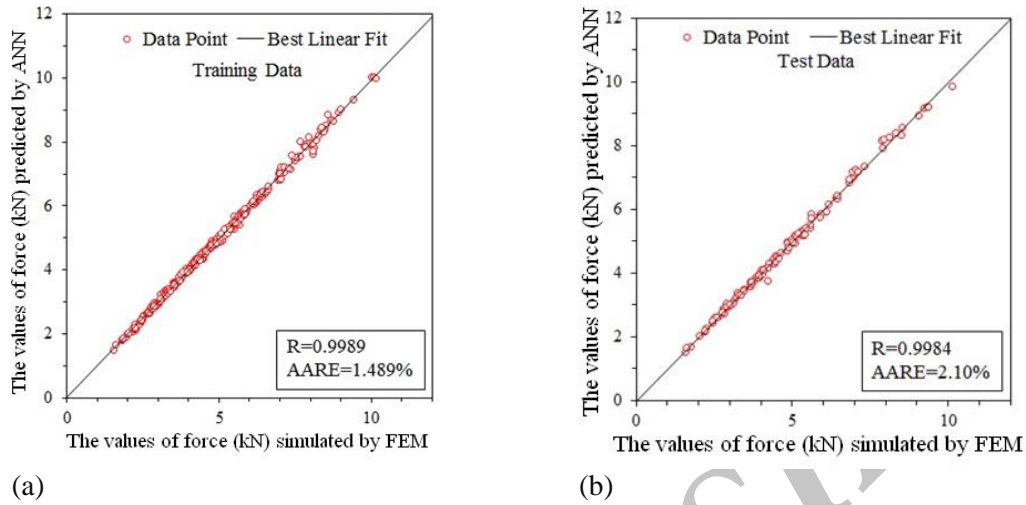 The values of force (kN) predicted by ANN
12
10
8
6
4
2
0
Data Point
Best Linear Fit
Training Data
R=0.9989
AARE=1.489%
0
5
10
The values of force (kN) simulated by FEM
(a)
The values of force (kN) predicted by ANN
12
10
8
6
4
2
0
Data Point
Best Linear Fit
Test Data
R=0.9984
AARE=2.10%
0
5
10
The values of force (kN) simulated by FEM
(b)